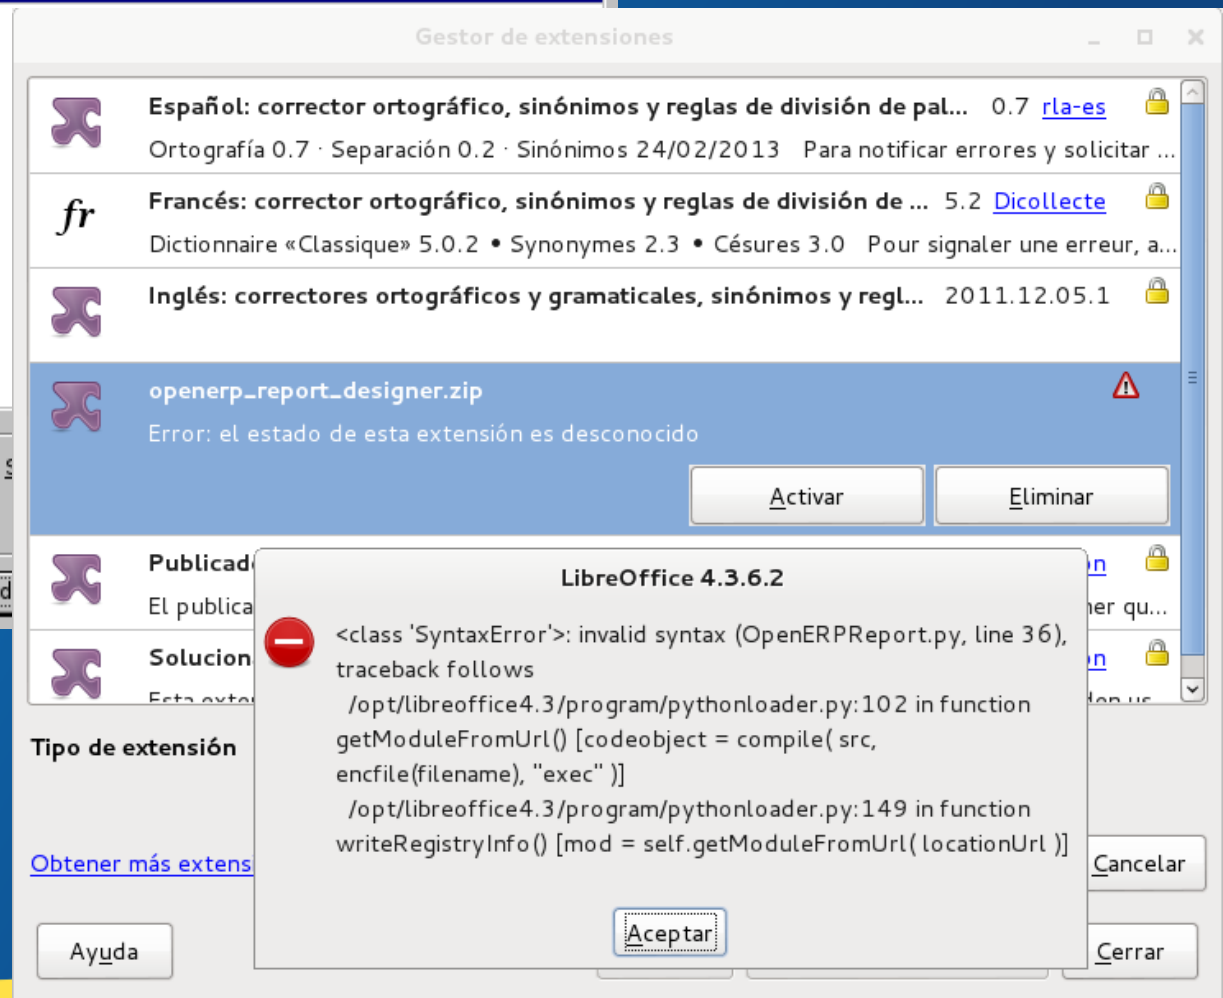 Gestor de extensiones
Español: corrector ortográfico, sinónimos y reglas de división de pal... 0.7 rla-es
Ortografía 0.7 · Separación 0.2 · Sinónimos 24/02/2013 Para notificar errores y solicitar ...
fr
Francés: corrector ortográfico, sinónimos y reglas de división de ... 5.2 Dicollecte
Dictionnaire «Classique» 5.0.2 • Synonymes 2.3 • Césures 3.0 Pour signaler une erreur, a...
Inglés: correctores ortográficos y gramaticales, sinónimos y regl... 2011.12.05.1
openerp_report_designer.zip
Error: el estado de esta extensión es desconocido
Activar Eliminar
Publicad
El publica
Solucion
Esta exte
LibreOffice 4.3.6.2
<class 'SyntaxError'>: invalid syntax (OpenERPReport.py, line 36),
traceback follows
/opt/libreoffice4.3/program/pythonloader.py:102 in function
getModuleFromUrl() [codeobject = compile( src,
encfile(filename), "exec" )]
/opt/libreoffice4.3/program/pythonloader.py:149 in function
writeRegistryInfo() [mod = self.getModuleFromUrl( locationUrl )]
Aceptar
Tipo de extensión
Obtener más extensi
Cancelar
Ayuda
Cerrar